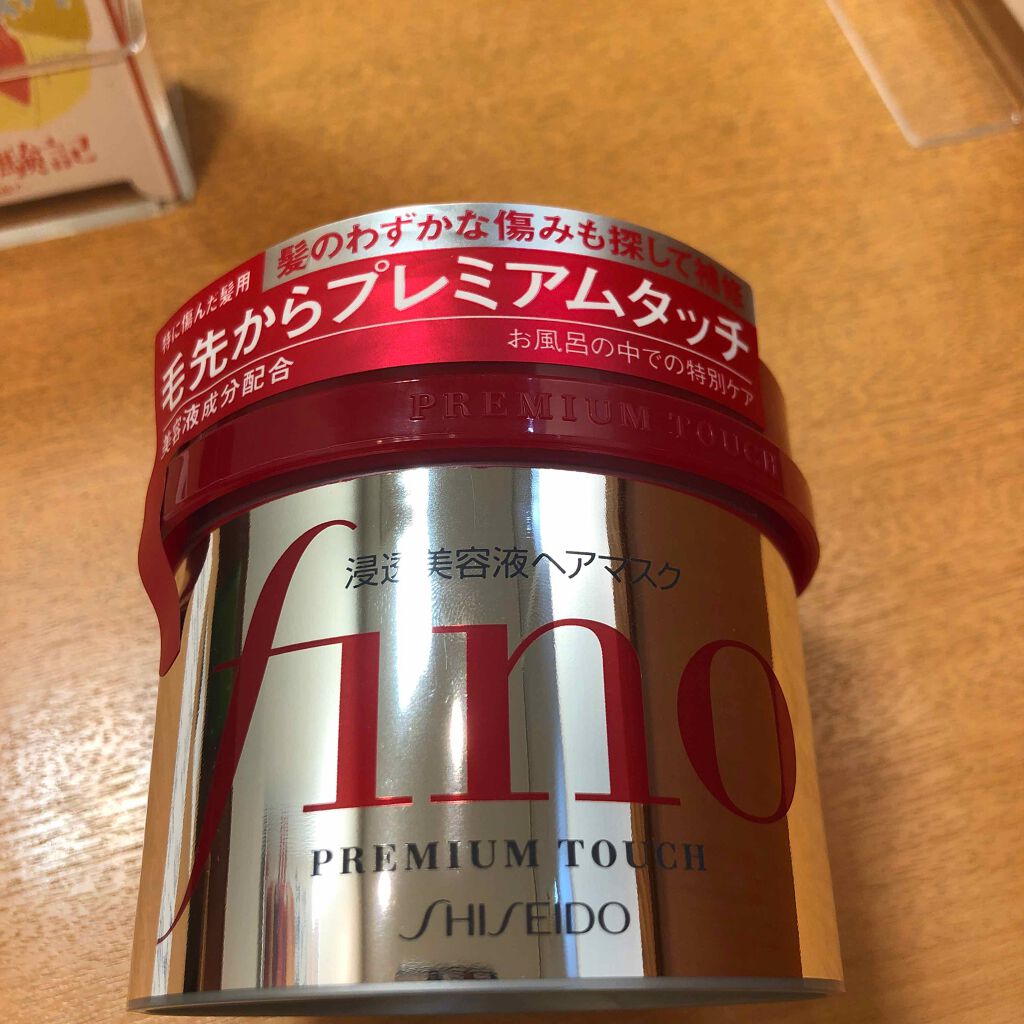 験記
髪のわずかな傷みも探して補修
特に傷んだ髪用
毛先からプレミアムタッチ
美容液成分配合
お風呂の中での特別ケア
PREMIUM TOUCH
浸透美容液ヘアマスク
fino
PREMIUM TOUCH
SHISEIDO